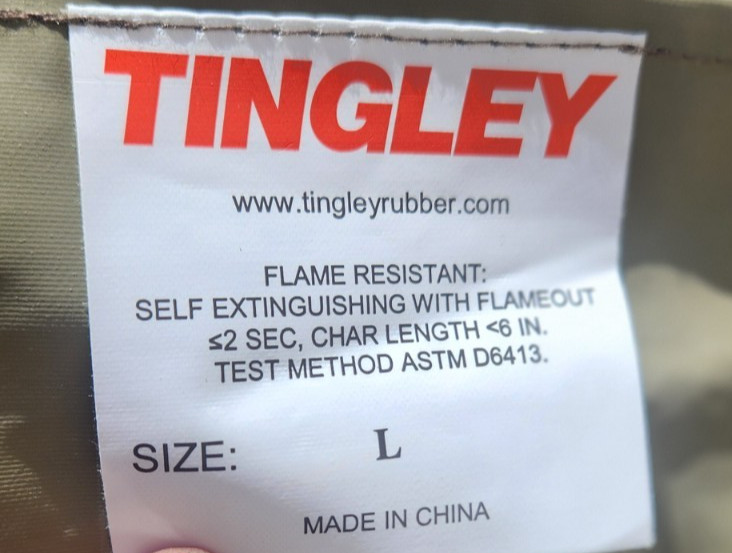 TINGLEY
www.tingleyrubber.com
FLAME RESISTANT:
SELF EXTINGUISHING WITH FLAMEOUT
≤2 SEC, CHAR LENGTH <6 IN.
TEST METHOD ASTM D6413.
SIZE: L
MADE IN CHINA